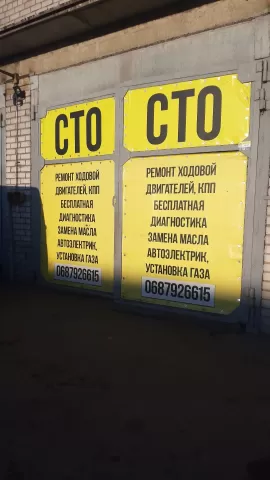 СТО
РЕМОНТ ХОДОВОЙ
ДВИГАТЕЛЕЙ, КПП
БЕСПЛАТНАЯ
ДИАГНОСТИКА
ЗАМЕНА МАСЛА
АВТОЭЛЕКТРИК,
УСТАНОВКА ГАЗА
0687926615
СТО
РЕМОНТ ХОДОВОЙ
ДВИГАТЕЛЕЙ, КПП
БЕСПЛАТНАЯ
ДИАГНОСТИКА
ЗАМЕНА МАСЛА
АВТОЭЛЕКТРИК,
УСТАНОВКА ГАЗА
0687926615